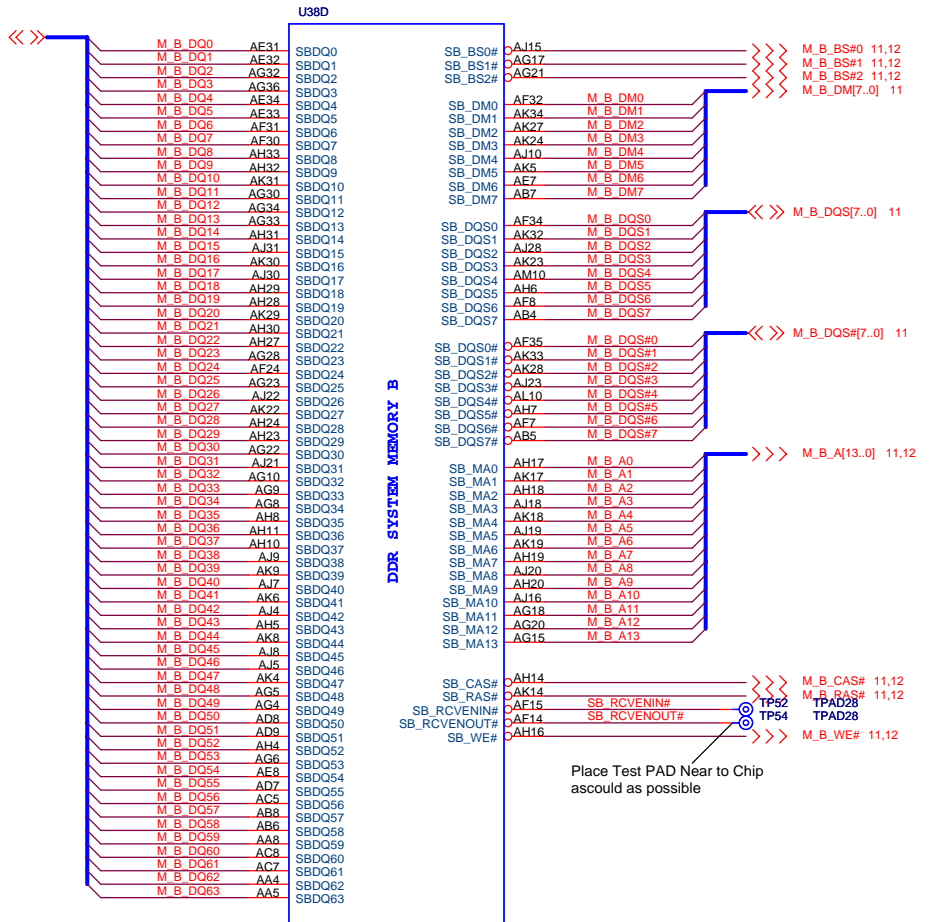 U38D
M_B_DQ0 AE31 SBDQ0
M_B_DQ1 AE32 SBDQ1
M_B_DQ2 AG32 SBDQ2
M_B_DQ3 AG36 SBDQ3
M_B_DQ4 AE34 SBDQ4
M_B_DQ5 AE33 SBDQ5
M_B_DQ6 AF31 SBDQ6
M_B_DQ7 AF30 SBDQ7
M_B_DQ8 AH33 SBDQ8
M_B_DQ9 AH32 SBDQ9
M_B_DQ10 AK31 SBDQ10
M_B_DQ11 AG30 SBDQ11
M_B_DQ12 AG34 SBDQ12
M_B_DQ13 AG33 SBDQ13
M_B_DQ14 AH31 SBDQ14
M_B_DQ15 AJ31 SBDQ15
M_B_DQ16 AK30 SBDQ16
M_B_DQ17 AJ30 SBDQ17
M_B_DQ18 AH29 SBDQ18
M_B_DQ19 AH28 SBDQ19
M_B_DQ20 AK29 SBDQ20
M_B_DQ21 AH30 SBDQ21
M_B_DQ22 AH27 SBDQ22
M_B_DQ23 AG28 SBDQ23
M_B_DQ24 AF24 SBDQ24
M_B_DQ25 AG23 SBDQ25
M_B_DQ26 AJ22 SBDQ26
M_B_DQ27 AK22 SBDQ27
M_B_DQ28 AH24 SBDQ28
M_B_DQ29 AH23 SBDQ29
M_B_DQ30 AG22 SBDQ30
M_B_DQ31 AJ21 SBDQ31
M_B_DQ32 AG10 SBDQ32
M_B_DQ33 AG9 SBDQ33
M_B_DQ34 AG8 SBDQ34
M_B_DQ35 AH8 SBDQ35
M_B_DQ36 AH11 SBDQ36
M_B_DQ37 AH10 SBDQ37
M_B_DQ38 AJ9 SBDQ38
M_B_DQ39 AK9 SBDQ39
M_B_DQ40 AJ7 SBDQ40
M_B_DQ41 AK6 SBDQ41
M_B_DQ42 AJ4 SBDQ42
M_B_DQ43 AH5 SBDQ43
M_B_DQ44 AK8 SBDQ44
M_B_DQ45 AJ8 SBDQ45
M_B_DQ46 AJ5 SBDQ46
M_B_DQ47 AK4 SBDQ47
M_B_DQ48 AG5 SBDQ48
M_B_DQ49 AG4 SBDQ49
M_B_DQ50 AD8 SBDQ50
M_B_DQ51 AD9 SBDQ51
M_B_DQ52 AH4 SBDQ52
M_B_DQ53 AG6 SBDQ53
M_B_DQ54 AE8 SBDQ54
M_B_DQ55 AD7 SBDQ55
M_B_DQ56 AC5 SBDQ56
M_B_DQ57 AB8 SBDQ57
M_B_DQ58 AB6 SBDQ58
M_B_DQ59 AA8 SBDQ59
M_B_DQ60 AC8 SBDQ60
M_B_DQ61 AC7 SBDQ61
M_B_DQ62 AA4 SBDQ62
M_B_DQ63 AA5 SBDQ63
DDR SYSTEM MEMORY B
SB_BS0# AJ15 M_B_BS#0 11,12
SB_BS1# AG17 M_B_BS#1 11,12
SB_BS2# AG21 M_B_BS#2 11,12
M_B_DM[7..0] 11
SB_DM0 AF32 M_B_DM0
SB_DM1 AK34 M_B_DM1
SB_DM2 AK27 M_B_DM2
SB_DM3 AK24 M_B_DM3
SB_DM4 AJ10 M_B_DM4
SB_DM5 AK5 M_B_DM5
SB_DM6 AE7 M_B_DM6
SB_DM7 AB7 M_B_DM7
M_B_DQS[7..0] 11
SB_DQS0 AF34 M_B_DQS0
SB_DQS1 AK32 M_B_DQS1
SB_DQS2 AJ28 M_B_DQS2
SB_DQS3 AK23 M_B_DQS3
SB_DQS4 AM10 M_B_DQS4
SB_DQS5 AH6 M_B_DQS5
SB_DQS6 AF8 M_B_DQS6
SB_DQS7 AB4 M_B_DQS7
M_B_DQS#[7..0] 11
SB_DQS0# AF35 M_B_DQS#0
SB_DQS1# AK33 M_B_DQS#1
SB_DQS2# AK28 M_B_DQS#2
SB_DQS3# AJ23 M_B_DQS#3
SB_DQS4# AL10 M_B_DQS#4
SB_DQS5# AH7 M_B_DQS#5
SB_DQS6# AF7 M_B_DQS#6
SB_DQS7# AB5 M_B_DQS#7
M_B_A[13..0] 11,12
SB_MA0 AH17 M_B_A0
SB_MA1 AK17 M_B_A1
SB_MA2 AH18 M_B_A2
SB_MA3 AJ18 M_B_A3
SB_MA4 AK18 M_B_A4
SB_MA5 AJ19 M_B_A5
SB_MA6 AK19 M_B_A6
SB_MA7 AH19 M_B_A7
SB_MA8 AJ20 M_B_A8
SB_MA9 AH20 M_B_A9
SB_MA10 AJ16 M_B_A10
SB_MA11 AG18 M_B_A11
SB_MA12 AG20 M_B_A12
SB_MA13 AG15 M_B_A13
SB_CAS# AH14 M_B_CAS# 11,12
SB_RAS# AK14 M_B_RAS# 11,12
SB_RCVENIN# AF15 SB_RCVENIN# TP52 TPAD28
SB_RCVENOUT# AF14 SB_RCVENOUT# TP54 TPAD28
SB_WE# AH16 M_B_WE# 11,12
Place Test PAD Near to Chip
ascould as possible